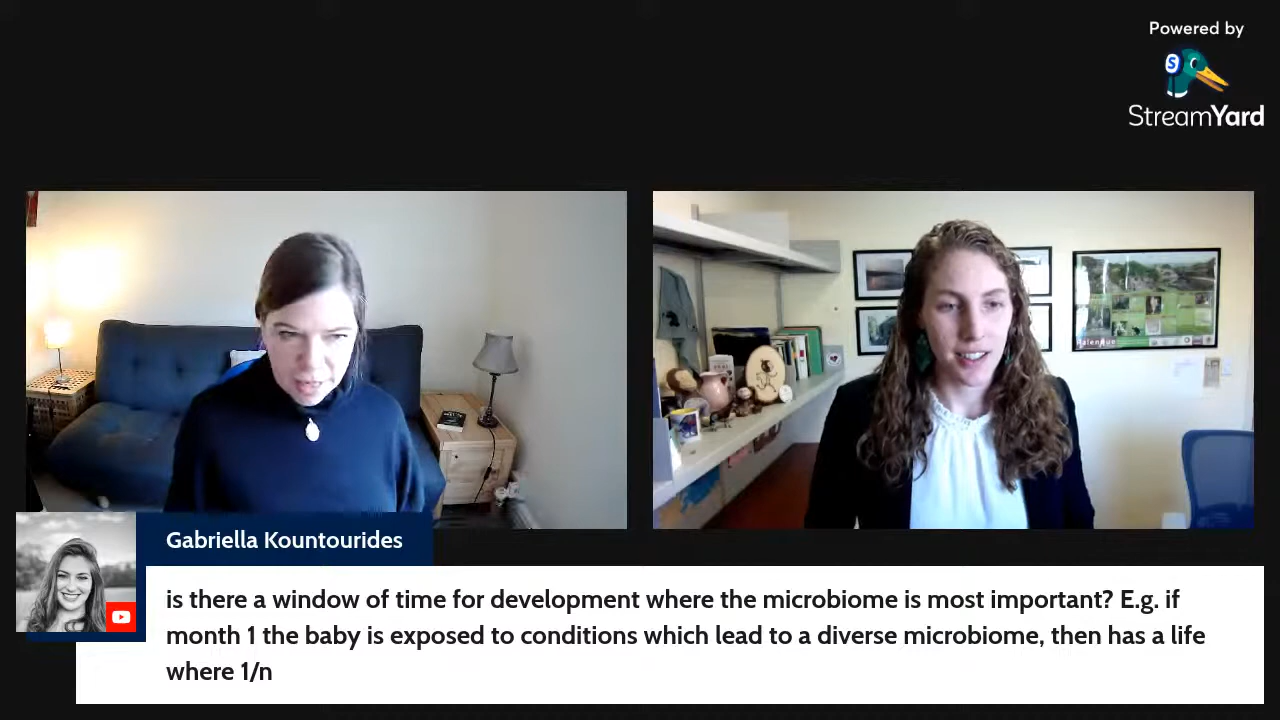 Powered by
StreamYard
Palenque
Gabriella Kountourides
is there a window of time for development where the microbiome is most important? E.g. if
month 1 the baby is exposed to conditions which lead to a diverse microbiome, then has a life
where 1/n